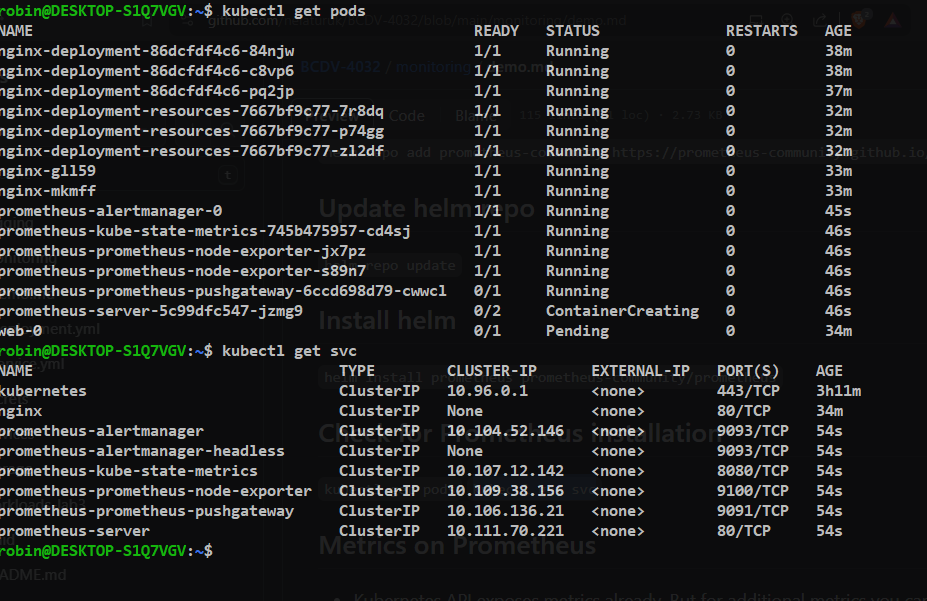 robin@DESKTOP-S1Q7VGV:~$ kubectl get pods
NAME READY STATUS RESTARTS AGE
nginx-deployment-86dcfdf4c6-84njw 1/1 Running 0 38m
nginx-deployment-86dcfdf4c6-c8vp6 1/1 Running 0 38m
nginx-deployment-86dcfdf4c6-pq2jp 1/1 Running 0 37m
nginx-deployment-resources-7667bf9c77-7r8dq 1/1 Running 0 32m
nginx-deployment-resources-7667bf9c77-p74gg 1/1 Running 0 32m
nginx-deployment-resources-7667bf9c77-zl2df 1/1 Running 0 32m
nginx-gll59 1/1 Running 0 33m
nginx-mkmff 1/1 Running 0 33m
prometheus-alertmanager-0 1/1 Running 0 45s
prometheus-kube-state-metrics-745b475957-cd4sj 1/1 Running 0 46s
prometheus-prometheus-node-exporter-jx7pz 1/1 Running 0 46s
prometheus-prometheus-node-exporter-s89n7 1/1 Running 0 46s
prometheus-prometheus-pushgateway-6ccd698d79-cwwcl 0/1 Running 0 46s
prometheus-server-5c99dfc547-jzmg9 0/2 ContainerCreating 0 46s
web-0 0/1 Pending 0 34m
robin@DESKTOP-S1Q7VGV:~$ kubectl get svc
NAME TYPE CLUSTER-IP EXTERNAL-IP PORT(S) AGE
kubernetes ClusterIP 10.96.0.1 <none> 443/TCP 3h11m
nginx ClusterIP None <none> 80/TCP 34m
prometheus-alertmanager ClusterIP 10.104.52.146 <none> 9093/TCP 54s
prometheus-alertmanager-headless ClusterIP None <none> 9093/TCP 54s
prometheus-kube-state-metrics ClusterIP 10.107.12.142 <none> 8080/TCP 54s
prometheus-prometheus-node-exporter ClusterIP 10.109.38.156 <none> 9100/TCP 54s
prometheus-prometheus-pushgateway ClusterIP 10.106.136.21 <none> 9091/TCP 54s
prometheus-server ClusterIP 10.111.70.221 <none> 80/TCP 54s
robin@DESKTOP-S1Q7VGV:~$
Update helm repo
Install helm
Check for Prometheus installation
Metrics on Prometheus